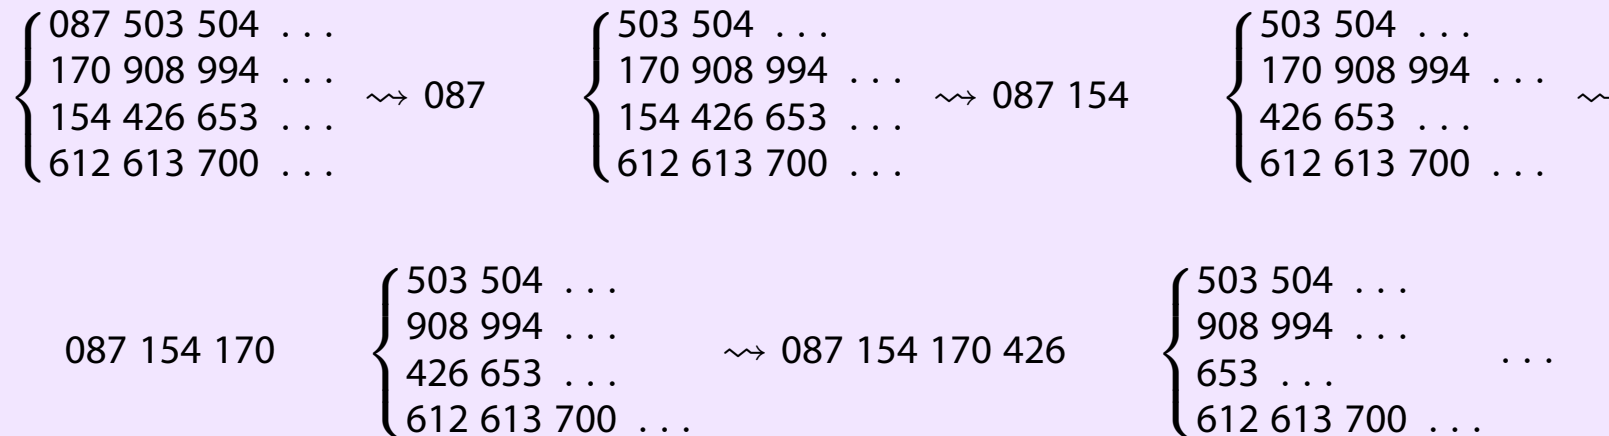 087 503 504 ... 503 504 ... 503 504 ...
170 908 994 ... 170 908 994 ... 170 908 994 ...
⇝ 087 ⇝ 087 154 ⇝
154 426 653 ... 154 426 653 ... 426 653 ...
612 613 700 ... 612 613 700 ... 612 613 700 ...
503 504 ... 503 504 ...
908 994 ... 908 994 ...
087 154 170 ⇝ 087 154 170 426 ...
426 653 ... 653 ...
612 613 700 ... 612 613 700 ...